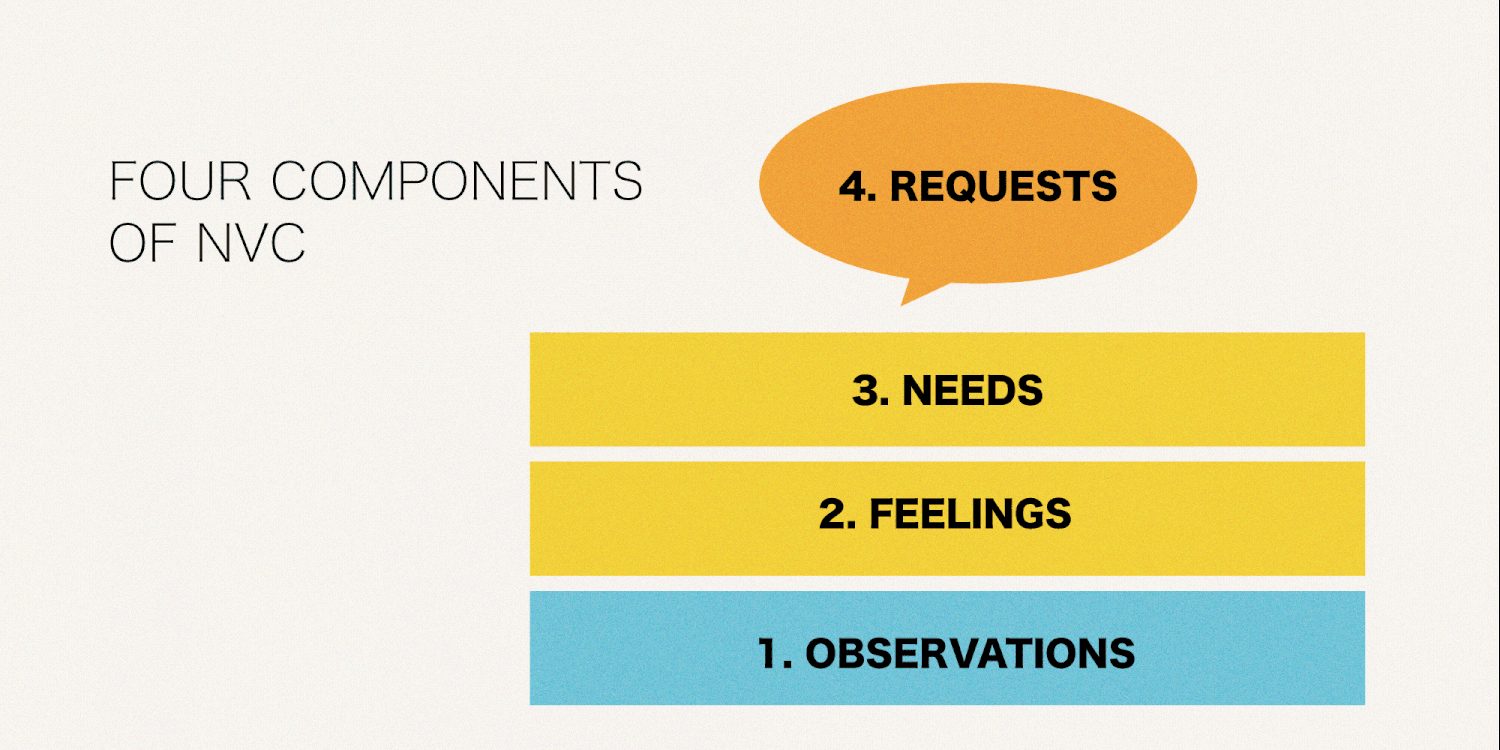 FOUR COMPONENTS
OF NVC
4. REQUESTS
3. NEEDS
2. FEELINGS
1. OBSERVATIONS